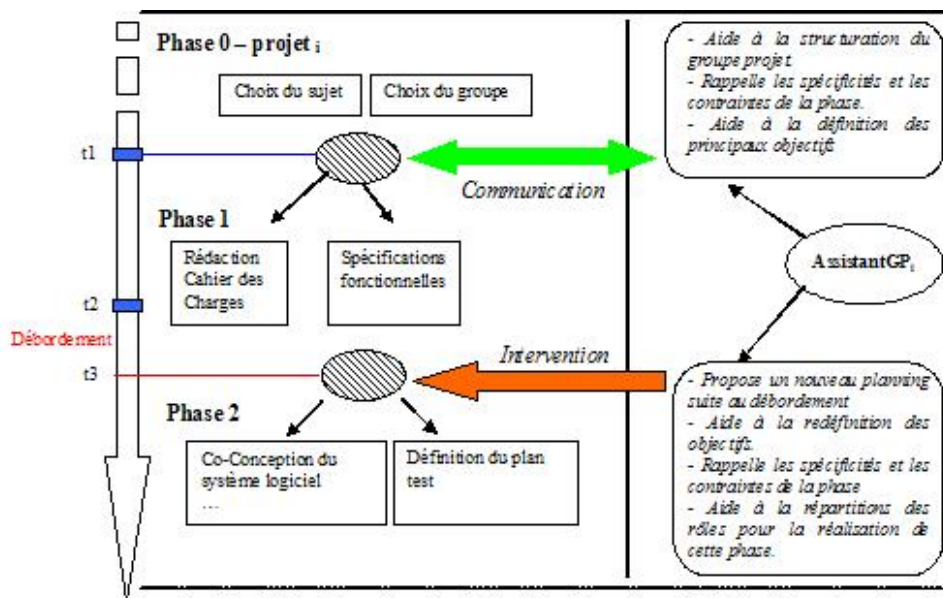 Phase 0 – projet i
Choix du sujet
Choix du groupe
t1
Communication
- Aide à la structuration du
groupe projet.
- Rappelle les spécificités et les
contraintes de la phase.
- Aide à la définition des
principaux objectifs
Phase 1
Rédaction
Cahier des
Charges
Spécifications
fonctionnelles
AssistantGPi
t2
Débordement
t3
Intervention
Phase 2
Co-Conception du
système logiciel
...
Définition du plan
test
- Propose un nouveau planning
suite au débordement
- Aide à la redéfinition des
objectifs.
- Rappelle les spécificités et les
contraintes de la phase
- Aide à la répartitions des
rôles pour la réalisation de
cette phase.